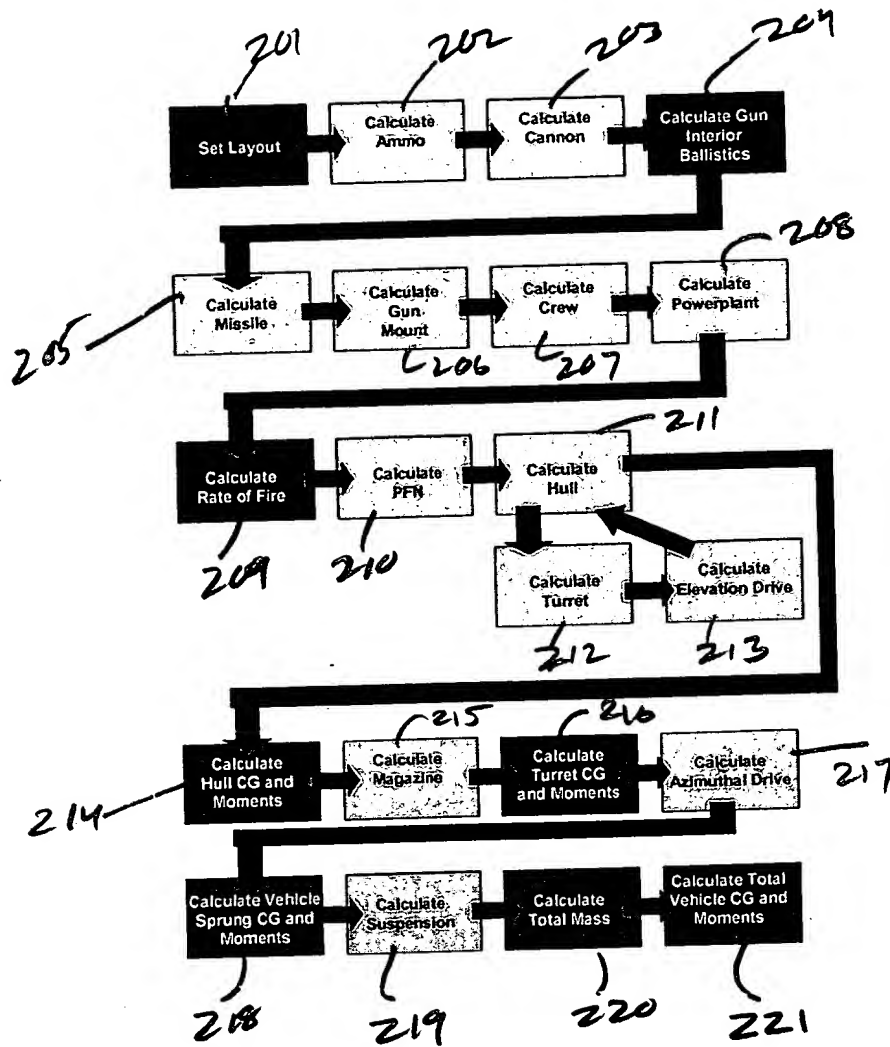 201
202
203
204
Set Layout
Calculate
Ammo
Calculate
Cannon
Calculate Gun
Interior
Ballistics
208
205
Calculate
Missile
Calculate
Gun
Mount
Calculate
Crew
Calculate
Powerplant
206
207
211
Calculate
Rate of Fire
Calculate
PFN
Calculate
Hull
209
210
Calculate
Turret
Calculate
Elevation Drive
212
213
215
216
217
214
Calculate
Hull CG and
Moments
Calculate
Magazine
Calculate
Turret CG
and Moments
Calculate
Azimuthal Drive
Calculate Vehicle
Sprung CG and
Moments
Calculate
Suspension
Calculate
Total Mass
Calculate Total
Vehicle CG and
Moments
218
219
220
221